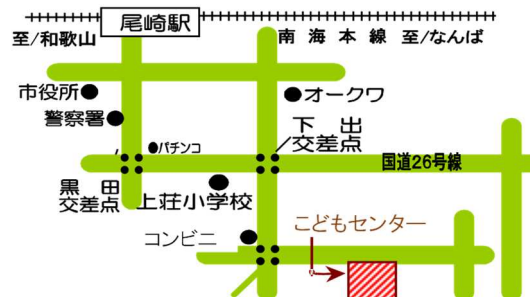 尾崎駅
至/和歌山
南海本線 至/なんば
市役所
オークワ
警察署
下出
交差点
パチンコ
国道26号線
黒田
交差点
上荘小学校
こどもセンター
コンビニ